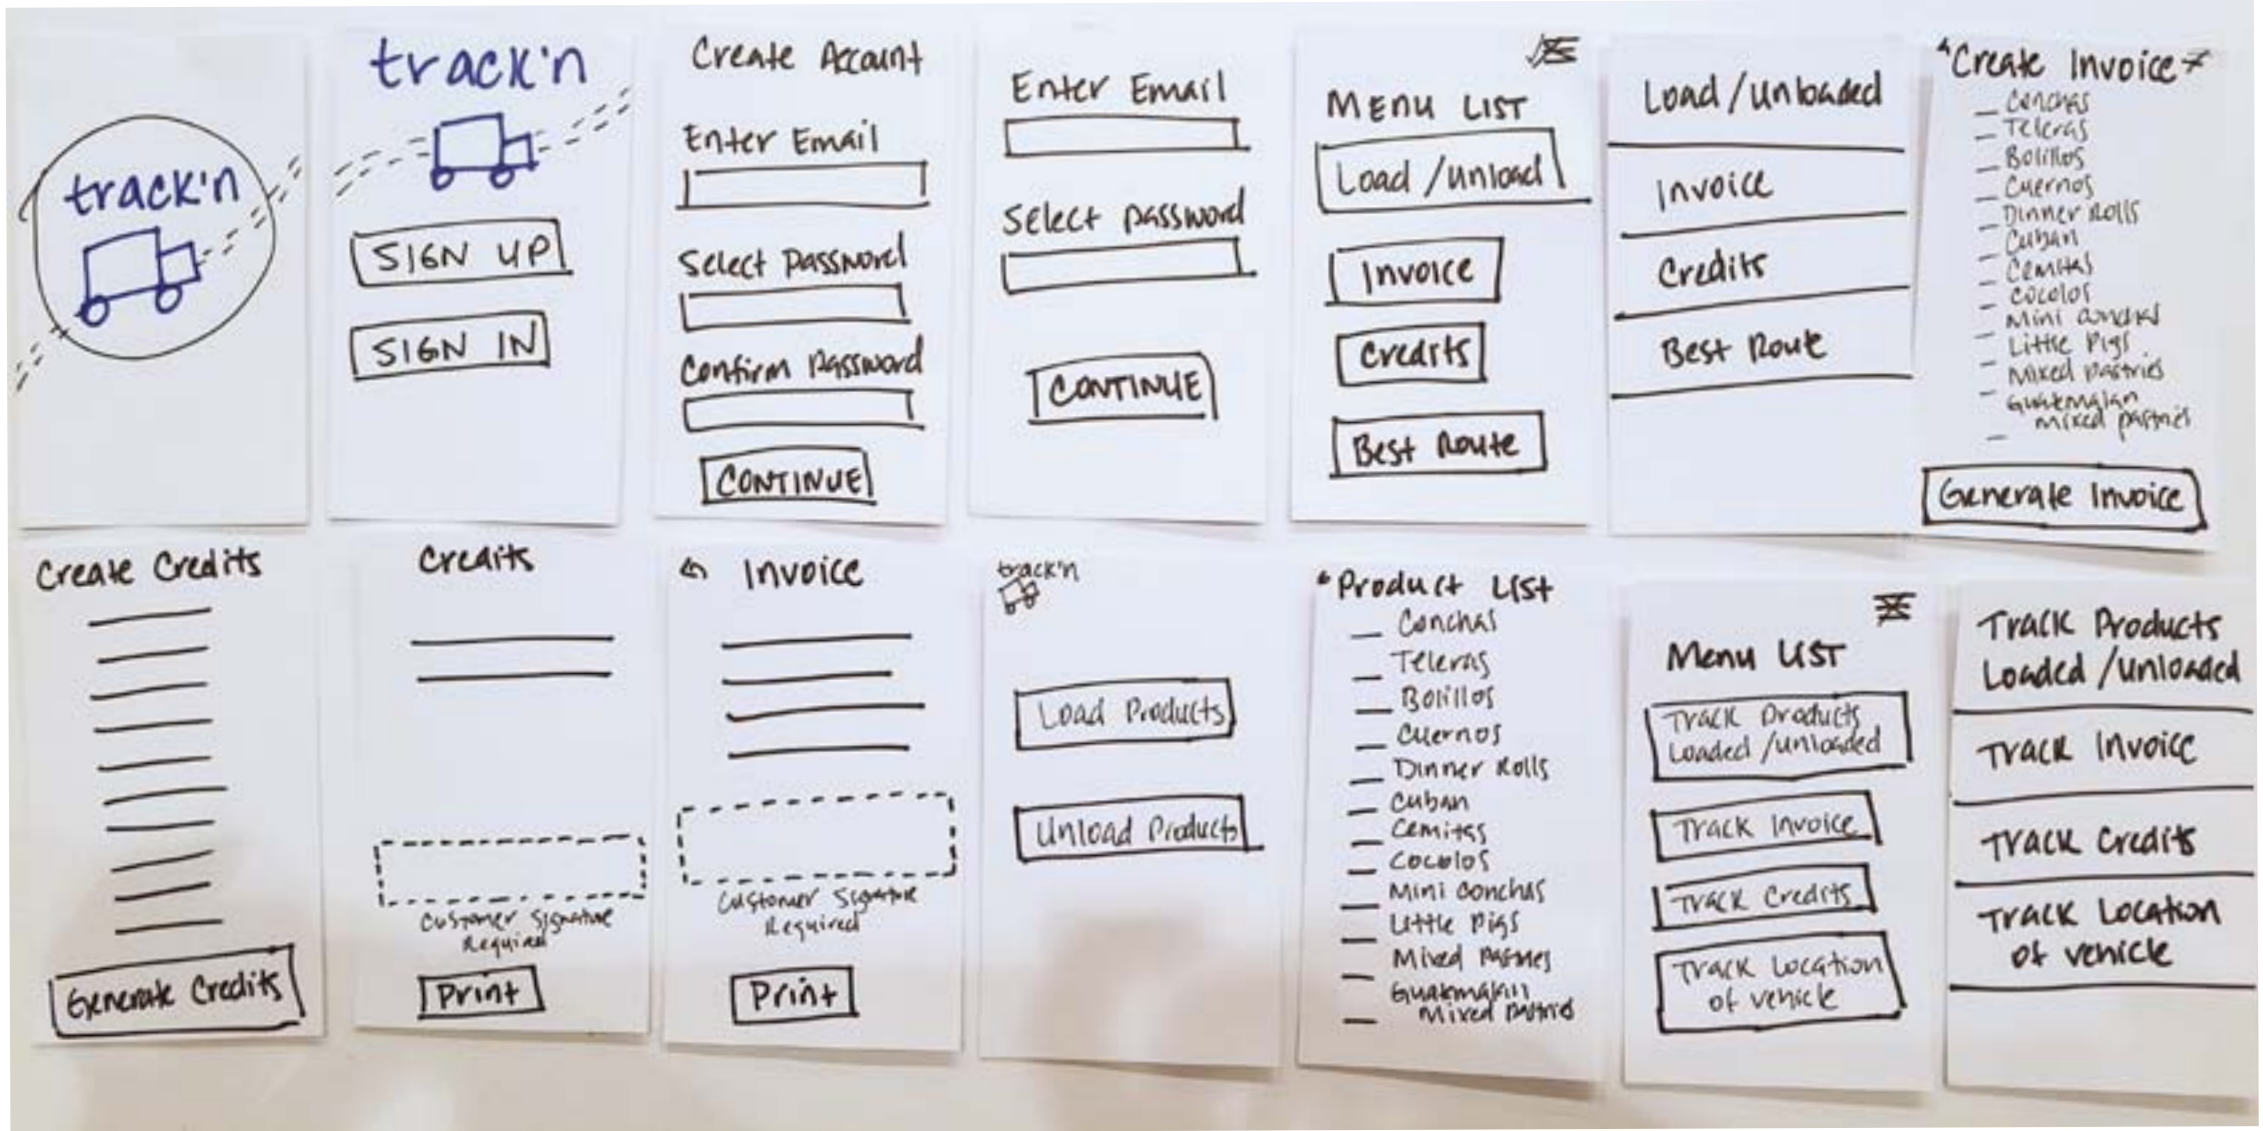 track'n
track'n
SIGN UP
SIGN IN
Create Account
Enter Email
Select Password
Confirm Password
CONTINUE
Enter Email
Select password
CONTINUE
MENU LIST
Load /unload
Invoice
Credits
Best Route
Load /unloaded
Invoice
Credits
Best Route
Create Invoice
Conchas
Teleras
Bolillos
Cuernos
Dinner Rolls
Cuban
Cemitas
Cocolos
Mini conchas
Little Pigs
Mixed Pastries
Guatemalan
mixed pastries
Generate Invoice
Create Credits
Generate Credits
Credits
Customer Signature
Required
Print
Invoice
Customer Signature
Required
Print
track'n
Load Products
Unload Products
Product List
Conchas
Teleras
Bolillos
Cuernos
Dinner Rolls
Cuban
Cemitas
Cocolos
Mini Conchas
Little Pigs
Mixed Pastries
Guatemalan
Mixed Pastries
Menu LIST
Track Products
Loaded /unloaded
Track Invoice
Track Credits
Track Location
of vehicle
Track Products
Loaded /unloaded
Track Invoice
Track Credits
Track Location
of vehicle